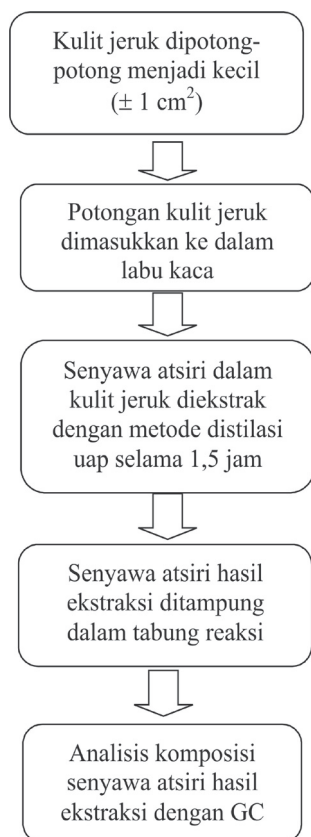 Kulit jeruk dipotong-
potong menjadi kecil
(± 1 cm²)
Potongan kulit jeruk
dimasukkan ke dalam
labu kaca
Senyawa atsiri dalam
kulit jeruk diekstrak
dengan metode distilasi
uap selama 1,5 jam
Senyawa atsiri hasil
ekstraksi ditampung
dalam tabung reaksi
Analisis komposisi
senyawa atsiri hasil
ekstraksi dengan GC